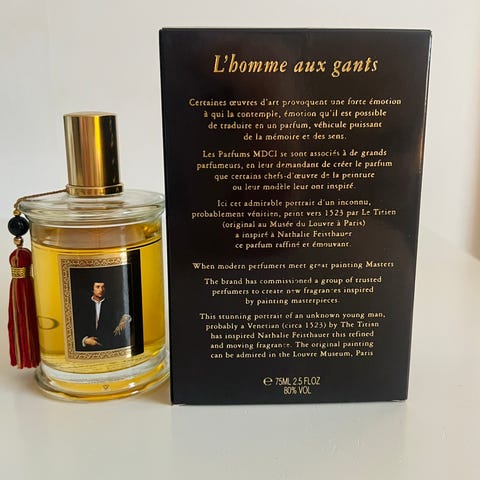 L'homme aux gants
Certaines œuvres d'art provoquent une forte émotion
à qui la contemple, émotion qu'il est possible
de traduire en un parfum, véhicule puissant
de la mémoire et des sens.
Les Parfums MDCI se sont associés à de grands
parfumeurs, en leur demandant de créer le parfum
que certains chefs-d'œuvre de la peinture
ou leur modèle leur ont inspiré.
Ici cet admirable portrait d'un inconnu,
probablement vénitien, peint vers 1523 par Le Titien
(original au Musée du Louvre à Paris)
a inspiré à Nathalie Feisthauer
ce parfum raffiné et émouvant.
When modern perfumers meet great painting Masters
The brand has commissioned a group of trusted
perfumers to create new fragrances inspired
by painting masterpieces.
This stunning portrait of an unknown young man,
probably a Venetian (circa 1523) by The Titian
has inspired Nathalie Feisthauer this refined
and moving fragrance. The original painting
can be admired in the Louvre Museum, Paris
℮ 75ML 2.5 FLOZ
80% VOL